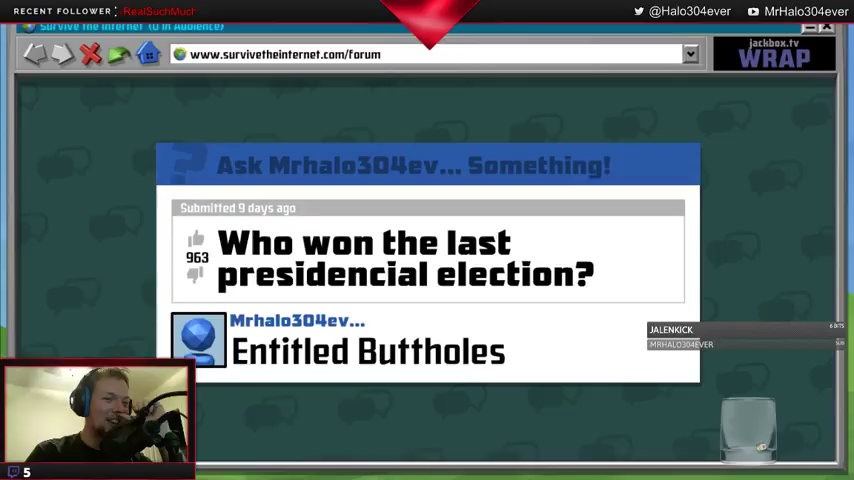 RECENT FOLLOWER : RealSuchMuch
@Halo304ever
MrHalo304ever
Survive the Internet (0 in Audience)
www.survivetheinternet.com/forum
jackbox.tv
WRAP
Ask Mrhalo304ev... Something!
Submitted 9 days ago
963
Who won the last
presidencial election?
Mrhalo304ev...
Entitled Buttholes
JALENKICK
6 BITS
MRHALO304EVER
5